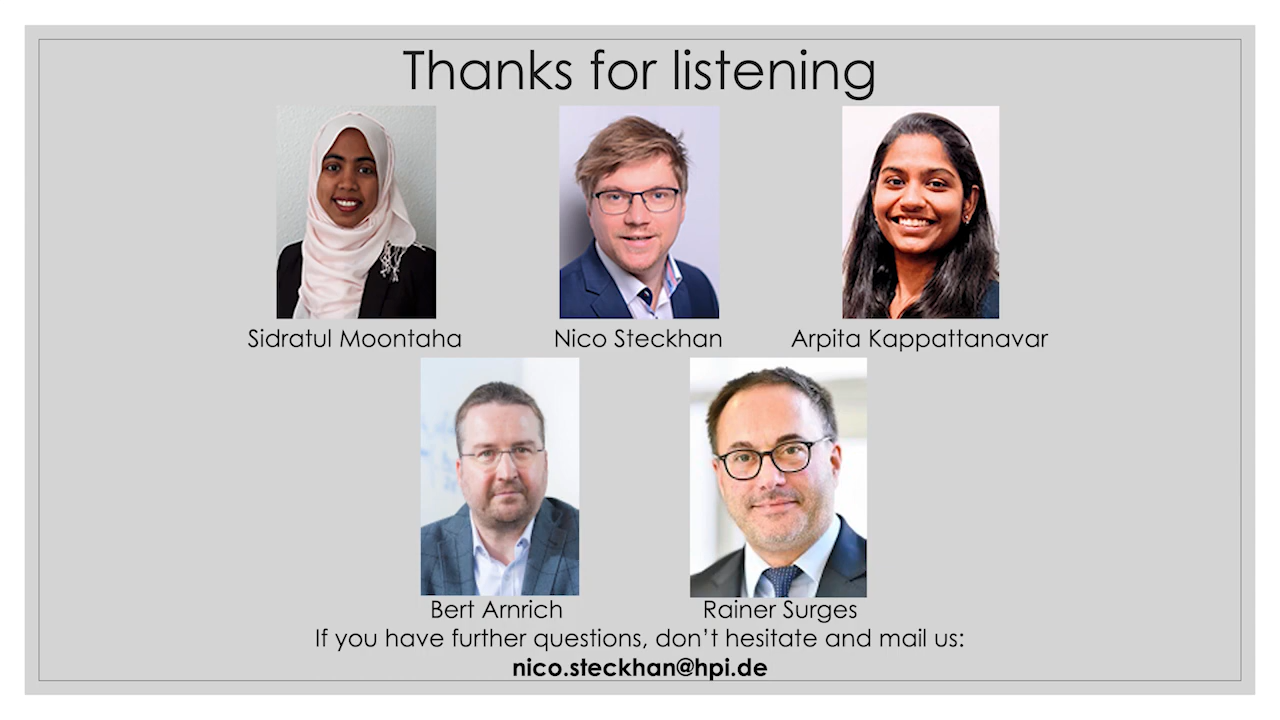 Thanks for listening
Sidratul Moontaha
Nico Steckhan
Arpita Kappattanavar
Bert Arnrich
Rainer Surges
If you have further questions, don’t hesitate and mail us:
nico.steckhan@hpi.de